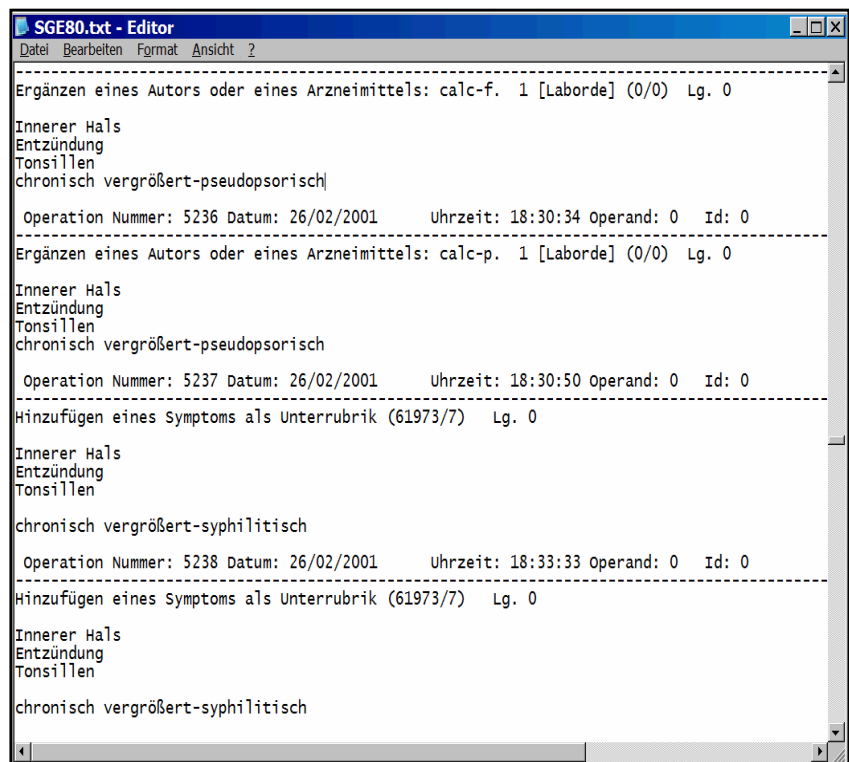 SGE80.txt - Editor
Datei Bearbeiten Format Ansicht ?
--------------------------------------------------------------------------------
Ergänzen eines Autors oder eines Arzneimittels: calc-f. 1 [Laborde] (0/0) Lg. 0
Innerer Hals
Entzündung
Tonsillen
chronisch vergrößert-pseudopsorisch
Operation Nummer: 5236 Datum: 26/02/2001 Uhrzeit: 18:30:34 Operand: 0 Id: 0
--------------------------------------------------------------------------------
Ergänzen eines Autors oder eines Arzneimittels: calc-p. 1 [Laborde] (0/0) Lg. 0
Innerer Hals
Entzündung
Tonsillen
chronisch vergrößert-pseudopsorisch
Operation Nummer: 5237 Datum: 26/02/2001 Uhrzeit: 18:30:50 Operand: 0 Id: 0
--------------------------------------------------------------------------------
Hinzufügen eines Symptoms als Unterrubrik (61973/7) Lg. 0
Innerer Hals
Entzündung
Tonsillen
chronisch vergrößert-syphilitisch
Operation Nummer: 5238 Datum: 26/02/2001 Uhrzeit: 18:33:33 Operand: 0 Id: 0
--------------------------------------------------------------------------------
Hinzufügen eines Symptoms als Unterrubrik (61973/7) Lg. 0
Innerer Hals
Entzündung
Tonsillen
chronisch vergrößert-syphilitisch